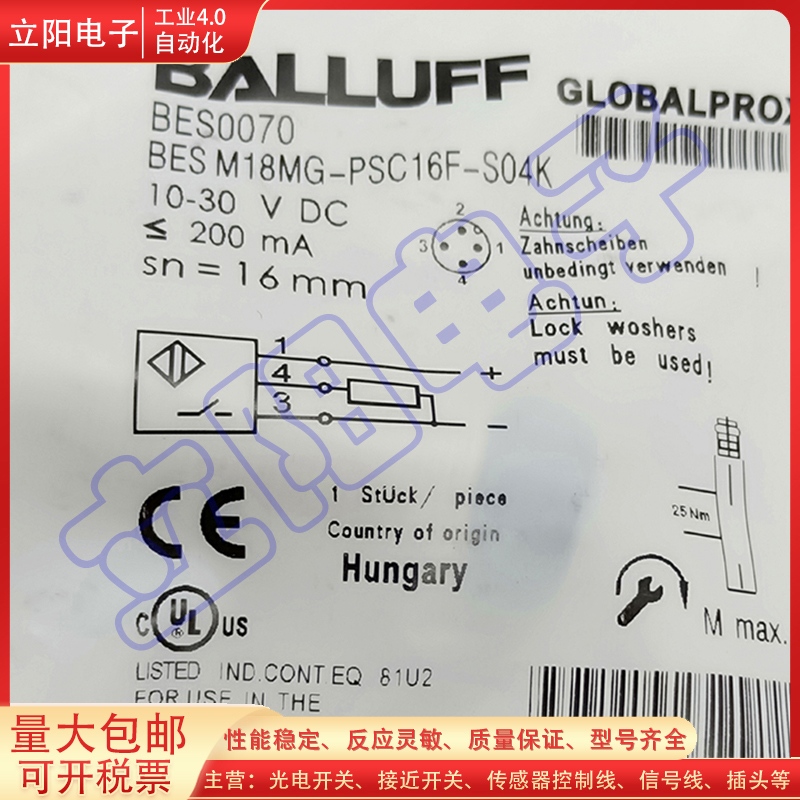 立阳电子
工业4.0
自动化
BALLUFF
GLOBALPROX
BES0070
BES M18MG-PSC16F-S04K
10-30 V DC
≤ 200 mA
sn = 16 mm
2
3
1
4
Achtung:
Zahnscheiben
unbedingt verwenden !
Achtun:
Lock woshers
must be used!
1
4
3
+
−
25 Nm
CE
1 StÜck/ piece
Country of origin
Hungary
M max.
C UL US
®
LISTED IND.CONT.EQ 81U2
FOR USE IN THE
立阳电子
量大包邮
可开税票
性能稳定、反应灵敏、质量保证、型号齐全
主营：光电开关、接近开关、传感器控制线、信号线、插头等